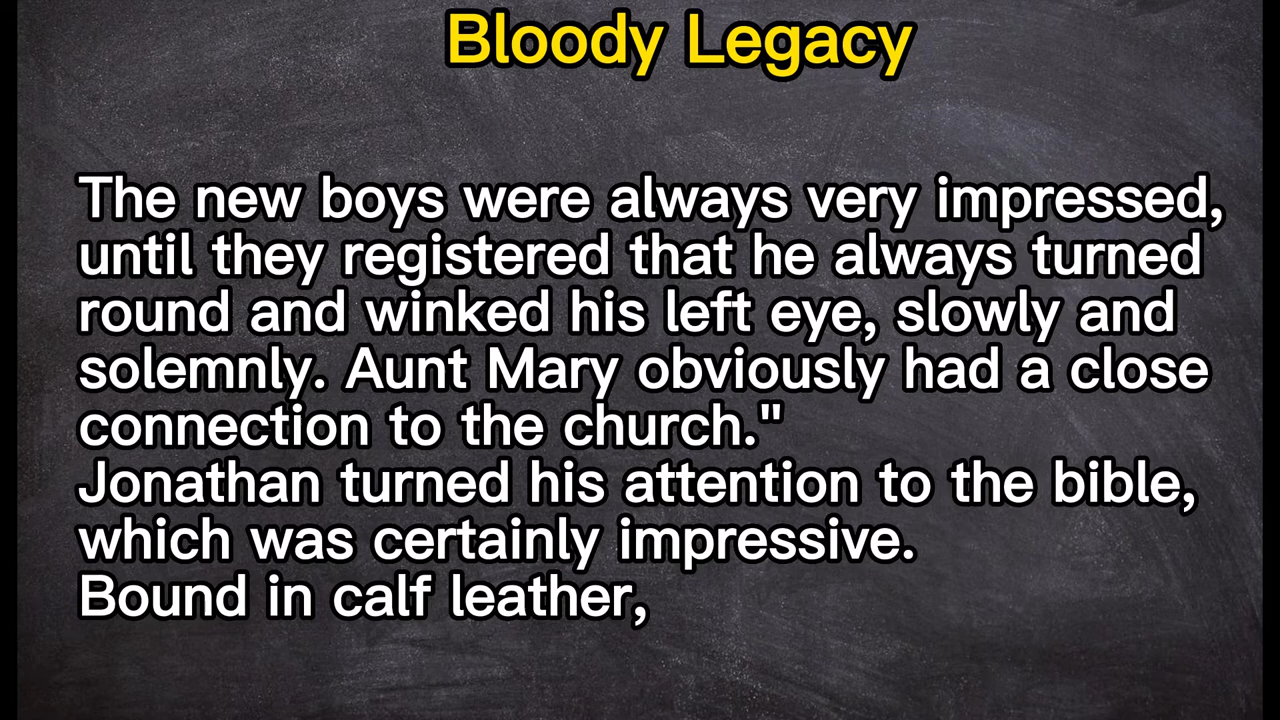 Bloody Legacy
The new boys were always very impressed,
until they registered that he always turned
round and winked his left eye, slowly and
solemnly. Aunt Mary obviously had a close
connection to the church."
Jonathan turned his attention to the bible,
which was certainly impressive.
Bound in calf leather,